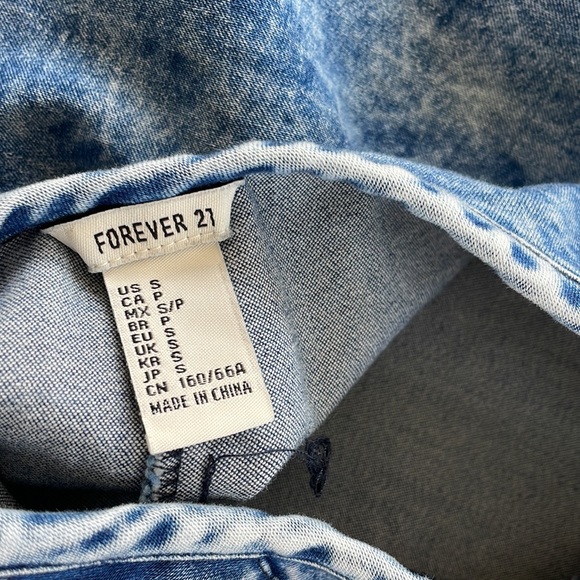 FOREVER 21
US S
CA P
MX S/P
BR P
EU S
UK S
KR S
JP S
CN 160/66A
MADE IN CHINA